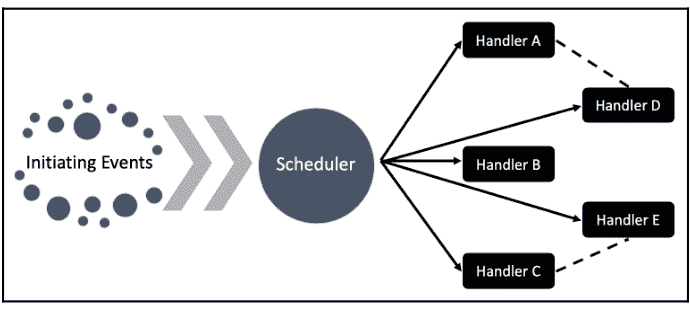 Initiating Events
Scheduler
Handler A
Handler D
Handler B
Handler E
Handler C